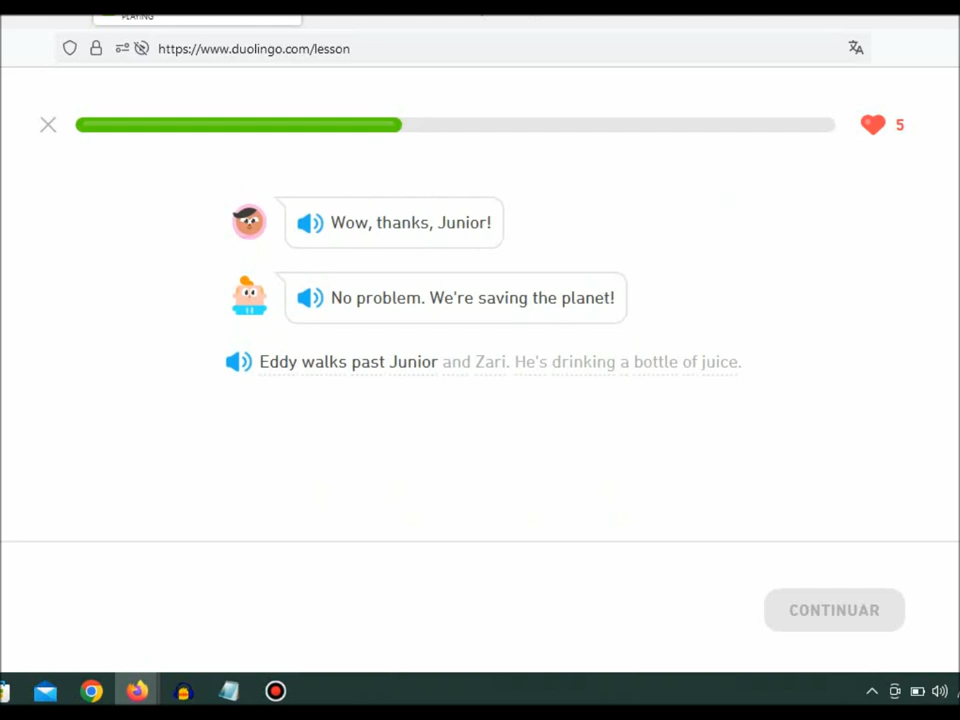 PLAYING
https://www.duolingo.com/lesson
5
Wow, thanks, Junior!
No problem. We're saving the planet!
Eddy walks past Junior and Zari. He's drinking a bottle of juice.
CONTINUAR